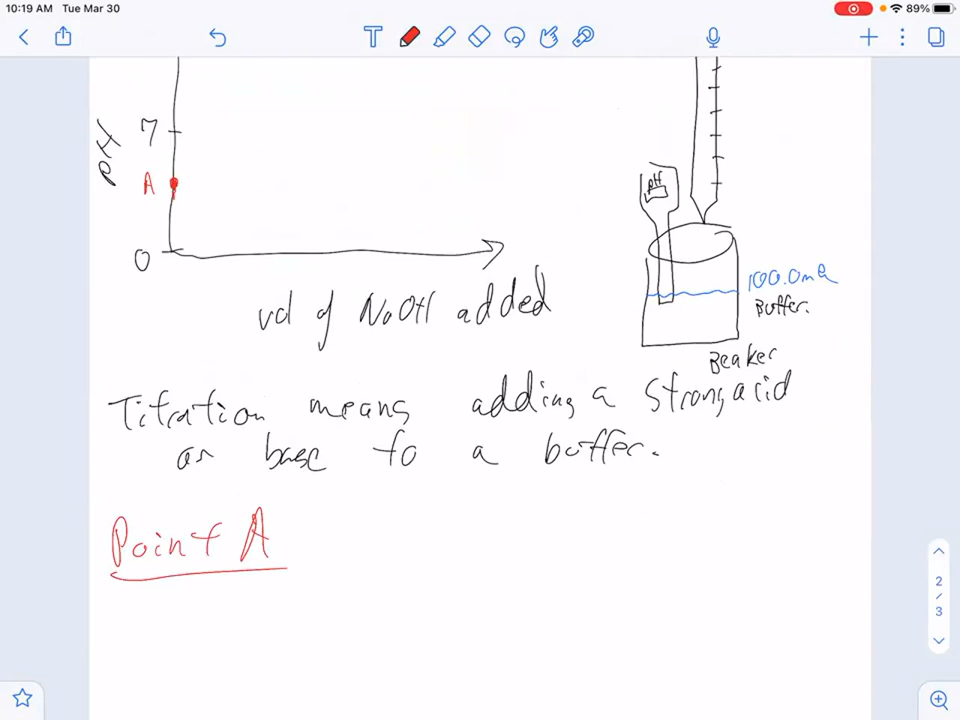 10:19 AM Tue Mar 30
89%
T
7
pH
A
0
pH
100.0mL
Buffer.
Beaker
vol of NaOH added
Titration means adding a strong acid
or base to a buffer.
Point A
2
/
3